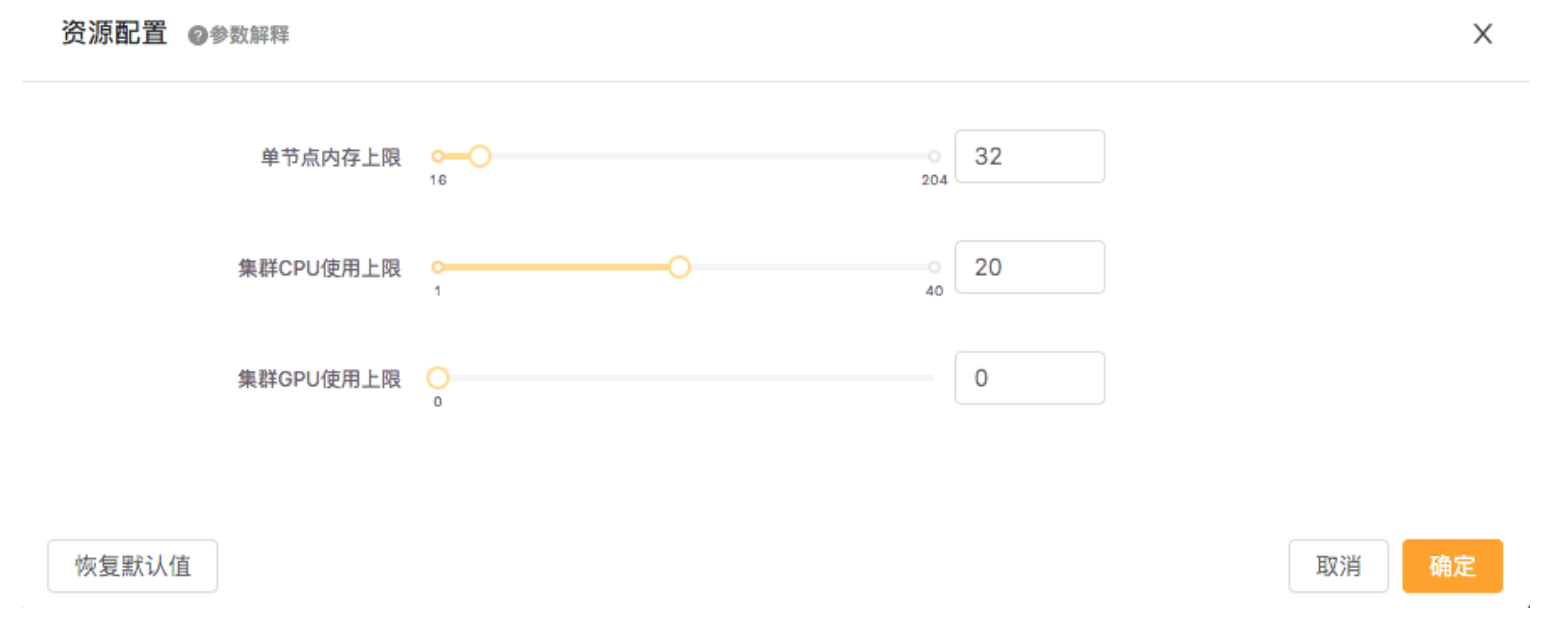 资源配置 ?参数解释 X
单节点内存上限 32
16 204
集群CPU使用上限 20
1 40
集群GPU使用上限 0
0
恢复默认值 取消 确定